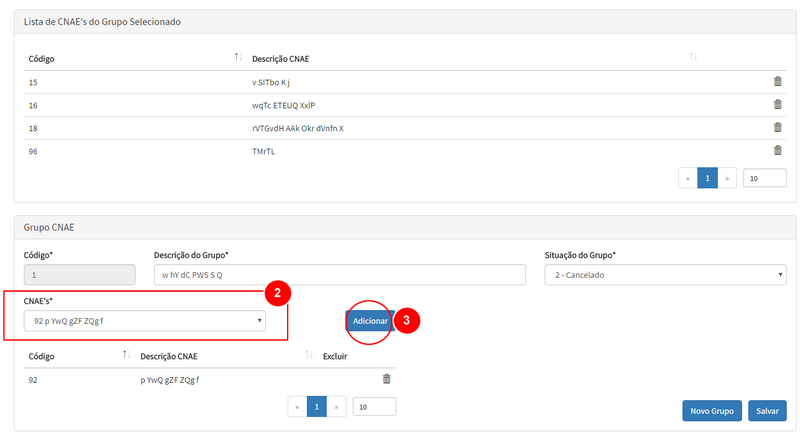 Lista de CNAE's do Grupo Selecionado
Código Descrição CNAE
15 v SITbo K j
16 wqTc ETEUQ XxlP
18 rVTGvdH AAk Okr dVnfn X
96 TMrTL
« 1 » 10
Grupo CNAE
Código* Descrição do Grupo* Situação do Grupo*
1 w hY dC PWS S Q 2 - Cancelado
2
CNAE's*
92 p YwQ gZF ZQg f Adicionar 3
Código Descrição CNAE Excluir
92 p YwQ gZF ZQg f
« 1 » 10
Novo Grupo Salvar